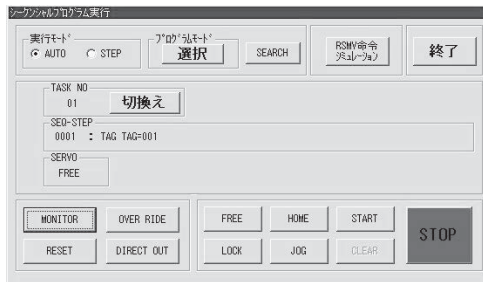 シーケンシャルプログラム実行
実行モード
AUTO
STEP
プログラムモード
選択
SEARCH
RSMV命令
シミュレーション
終了
TASK NO
01
切換え
SEQ-STEP
0001 : TAG TAG=001
SERVO
FREE
MONITOR
OVER RIDE
FREE
HOME
START
STOP
RESET
DIRECT OUT
LOCK
JOG
CLEAR